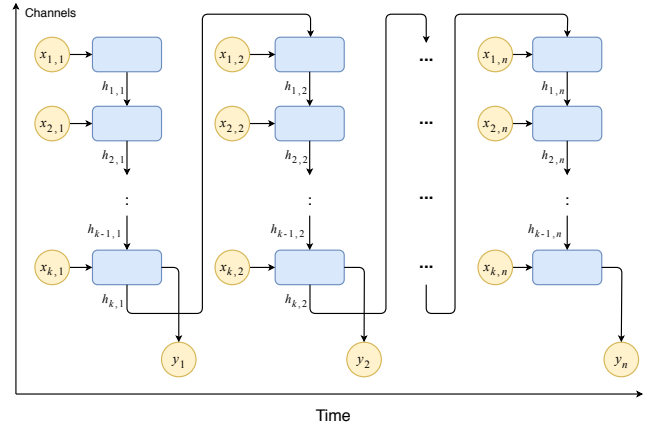 Channels
x1,1 x1,2 ... x1,n
h1,1 h1,2 h1,n
x2,1 x2,2 ... x2,n
h2,1 h2,2 h2,n
: : ... :
hk-1,1 hk-1,2 hk-1,n
xk,1 xk,2 ... xk,n
hk,1 hk,2
y1 y2 yn
Time